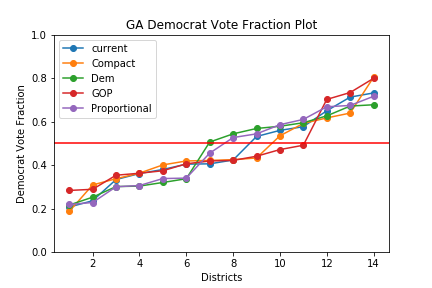 GA Democrat Vote Fraction Plot
Democrat Vote Fraction
1.0
0.8
0.6
0.4
0.2
0.0
current
Compact
Dem
GOP
Proportional
2 4 6 8 10 12 14
Districts